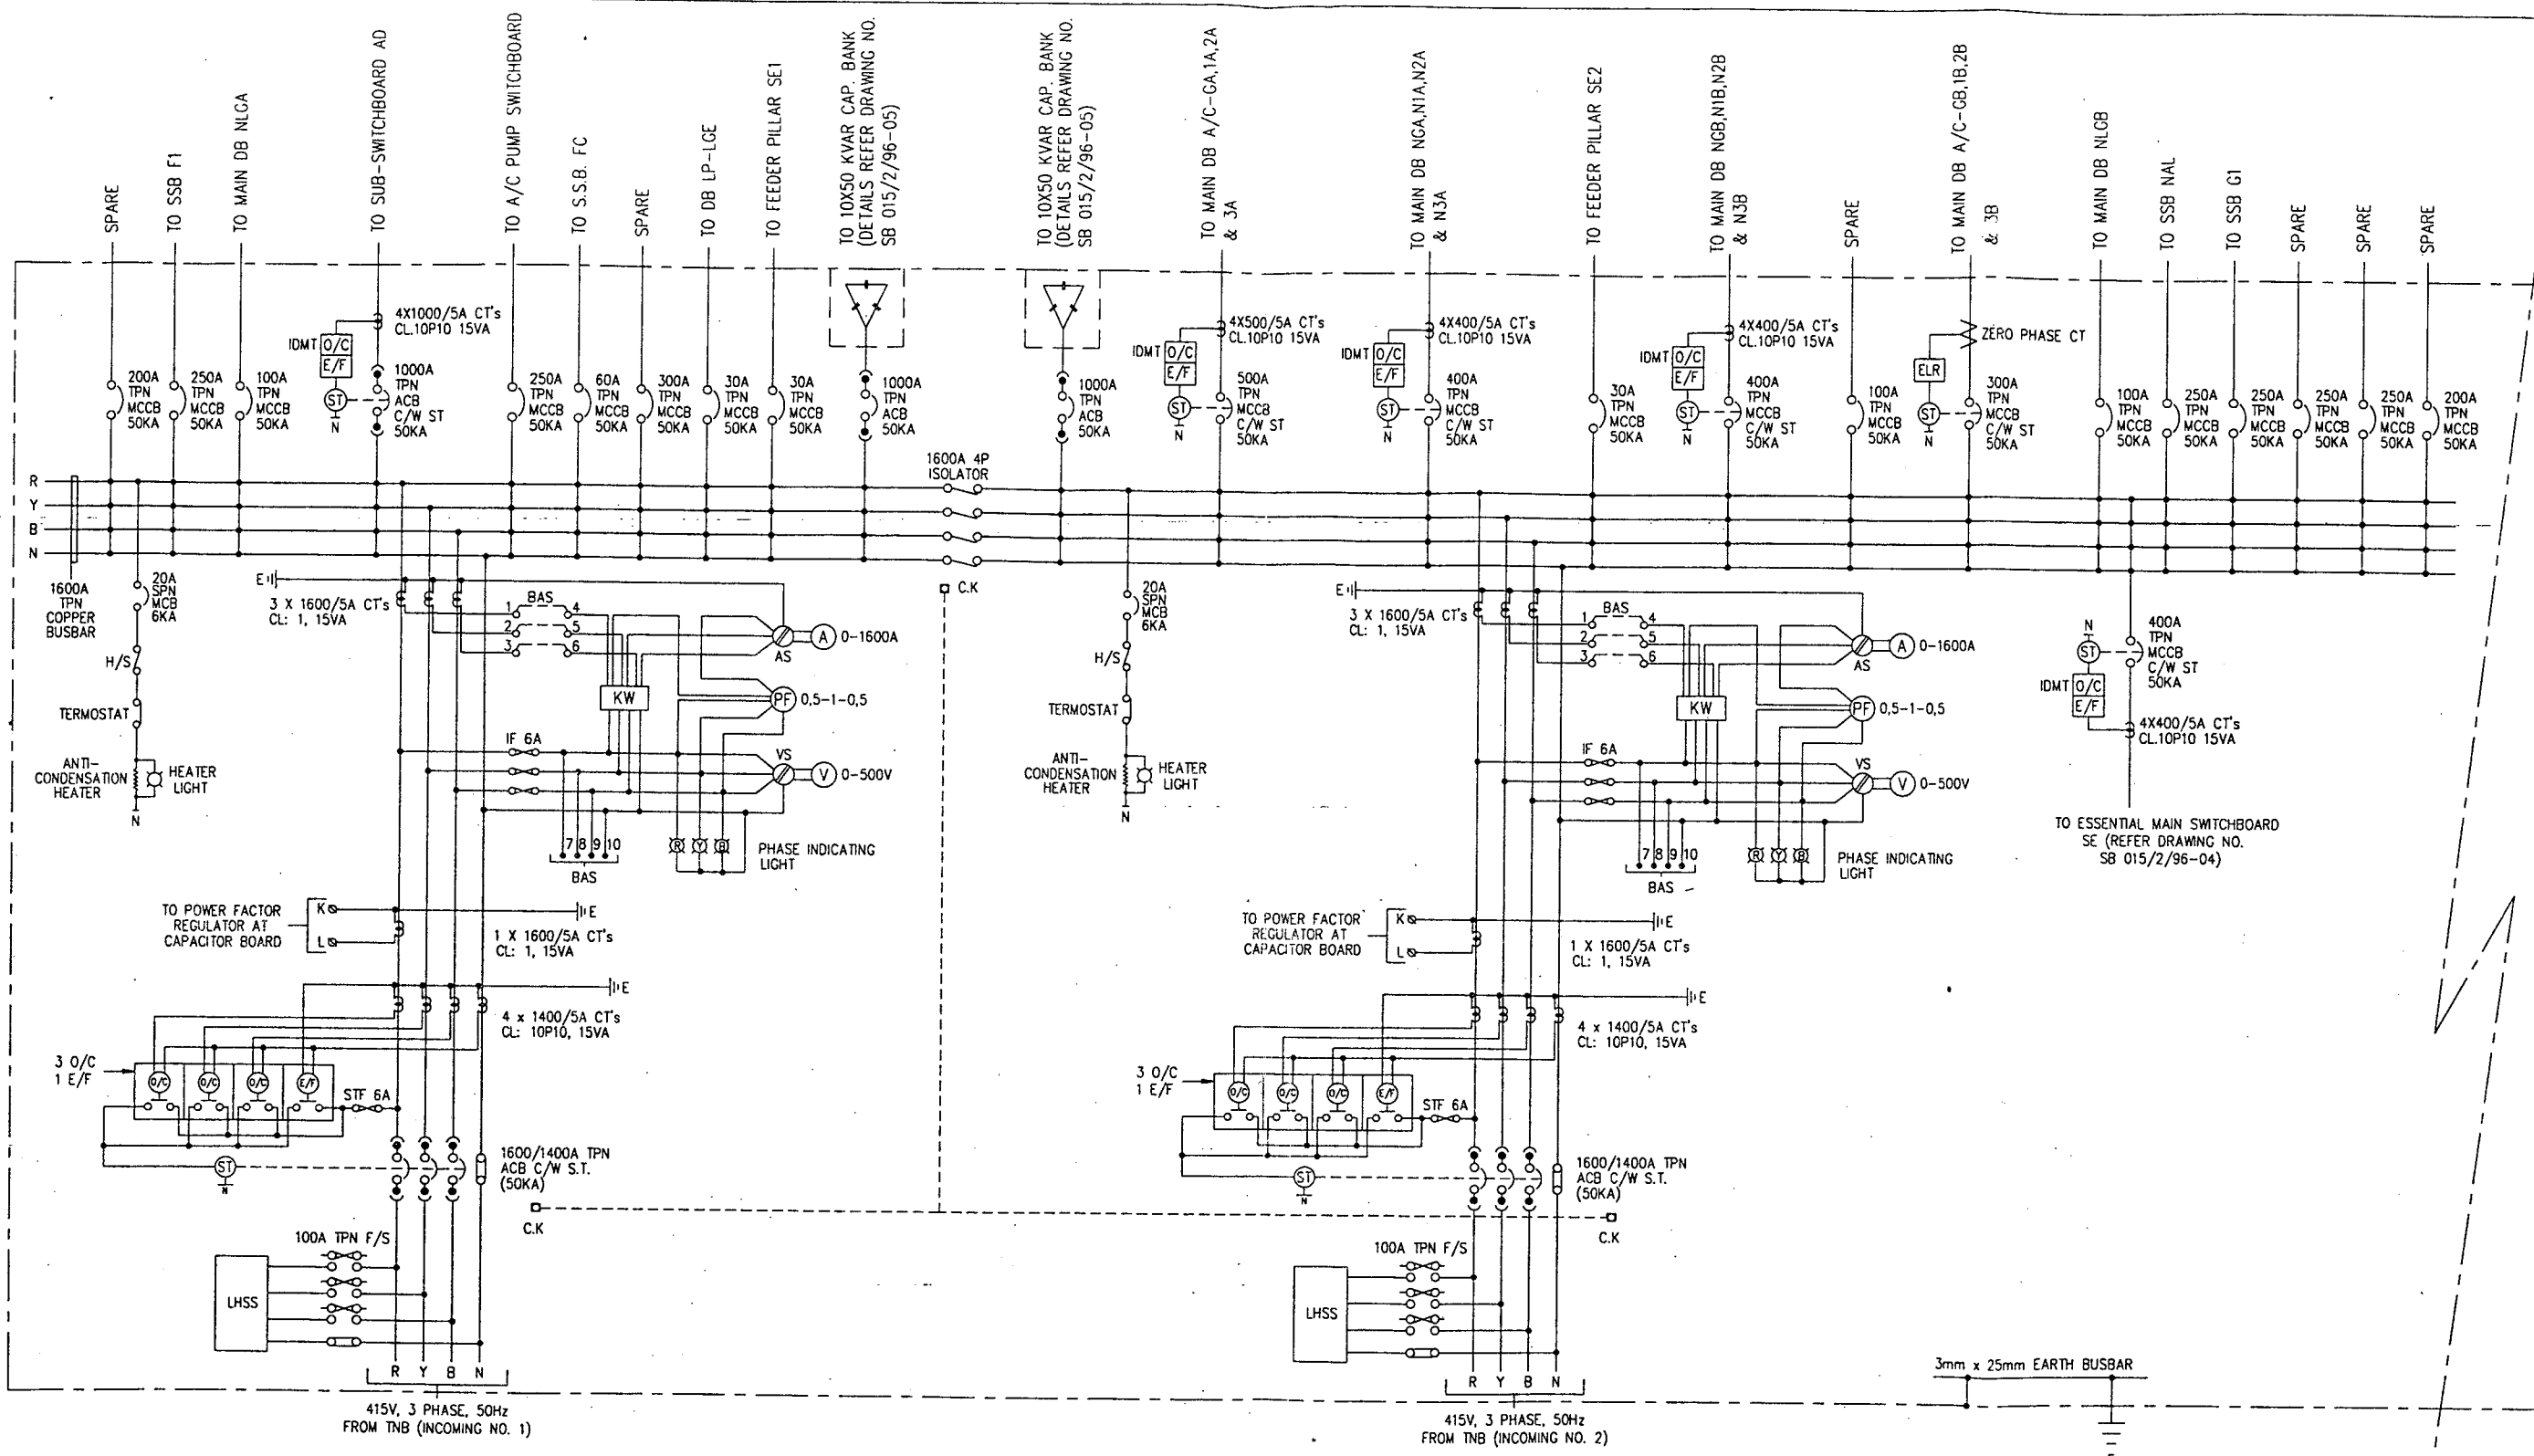 SPARE
TO SSB F1
TO MAIN DB NLGA
TO SUB-SWITCHBOARD AD
TO A/C PUMP SWITCHBOARD
TO S.S.B. FC
SPARE
TO DB LP-LGE
TO FEEDER PILLAR SE1
TO 10X50 KVAR CAP. BANK
(DETAILS REFER DRAWING NO.
SB 015/2/96-05)
TO 10X50 KVAR CAP. BANK
(DETAILS REFER DRAWING NO.
SB 015/2/96-05)
TO MAIN DB A/C-GA,1A,2A
& 3A
TO MAIN DB NGA,N1A,N2A
& N3A
TO FEEDER PILLAR SE2
TO MAIN DB NGB,N1B,N2B
& N3B
SPARE
TO MAIN DB A/C-GB,1B,2B
& 3B
TO MAIN DB NLGB
TO SSB NAL
TO SSB G1
SPARE
SPARE
SPARE
200A
TPN
MCCB
50KA
250A
TPN
MCCB
50KA
100A
TPN
MCCB
50KA
4X1000/5A CT's
CL.10P10 15VA
IDMT
O/C
E/F
ST
N
1000A
TPN
ACB
C/W ST
50KA
250A
TPN
MCCB
50KA
60A
TPN
MCCB
50KA
300A
TPN
MCCB
50KA
30A
TPN
MCCB
50KA
30A
TPN
MCCB
50KA
1000A
TPN
ACB
50KA
1000A
TPN
ACB
50KA
4X500/5A CT's
CL.10P10 15VA
IDMT
O/C
E/F
ST
N
500A
TPN
MCCB
C/W ST
50KA
4X400/5A CT's
CL.10P10 15VA
IDMT
O/C
E/F
ST
N
400A
TPN
MCCB
C/W ST
50KA
30A
TPN
MCCB
50KA
4X400/5A CT's
CL.10P10 15VA
IDMT
O/C
E/F
ST
N
400A
TPN
MCCB
C/W ST
50KA
100A
TPN
MCCB
50KA
ZERO PHASE CT
ELR
ST
N
300A
TPN
MCCB
C/W ST
50KA
100A
TPN
MCCB
50KA
250A
TPN
MCCB
50KA
250A
TPN
MCCB
50KA
250A
TPN
MCCB
50KA
250A
TPN
MCCB
50KA
200A
TPN
MCCB
50KA
R
Y
B
N
1600A 4P
ISOLATOR
1600A
TPN
COPPER
BUSBAR
20A
SPN
MCB
6KA
H/S
TERMOSTAT
ANTI-
CONDENSATION
HEATER
HEATER
LIGHT
N
E
3 X 1600/5A CT's
CL: 1, 15VA
BAS
1 4
2 5
3 6
A 0-1600A
AS
KW
PF 0,5-1-0,5
IF 6A
VS
V 0-500V
7 8 9 10
BAS
R Y B
PHASE INDICATING
LIGHT
TO POWER FACTOR
REGULATOR AT
CAPACITOR BOARD
K
L
E
1 X 1600/5A CT's
CL: 1, 15VA
E
4 x 1400/5A CT's
CL: 10P10, 15VA
3 O/C
1 E/F
O/C O/C O/C E/F
STF 6A
ST
N
1600/1400A TPN
ACB C/W S.T.
(50KA)
C.K
C.K
100A TPN F/S
LHSS
R Y B N
415V, 3 PHASE, 50Hz
FROM TNB (INCOMING NO. 1)
20A
SPN
MCB
6KA
H/S
TERMOSTAT
ANTI-
CONDENSATION
HEATER
HEATER
LIGHT
N
E
3 X 1600/5A CT's
CL: 1, 15VA
BAS
1 4
2 5
3 6
A 0-1600A
AS
KW
PF 0,5-1-0,5
IF 6A
VS
V 0-500V
7 8 9 10
BAS
R Y B
PHASE INDICATING
LIGHT
TO POWER FACTOR
REGULATOR AT
CAPACITOR BOARD
K
L
E
1 X 1600/5A CT's
CL: 1, 15VA
E
4 x 1400/5A CT's
CL: 10P10, 15VA
3 O/C
1 E/F
O/C O/C O/C E/F
STF 6A
ST
N
1600/1400A TPN
ACB C/W S.T.
(50KA)
C.K
100A TPN F/S
LHSS
R Y B N
415V, 3 PHASE, 50Hz
FROM TNB (INCOMING NO. 2)
N
ST
400A
TPN
MCCB
C/W ST
50KA
IDMT
O/C
E/F
4X400/5A CT's
CL.10P10 15VA
TO ESSENTIAL MAIN SWITCHBOARD
SE (REFER DRAWING NO.
SB 015/2/96-04)
3mm x 25mm EARTH BUSBAR